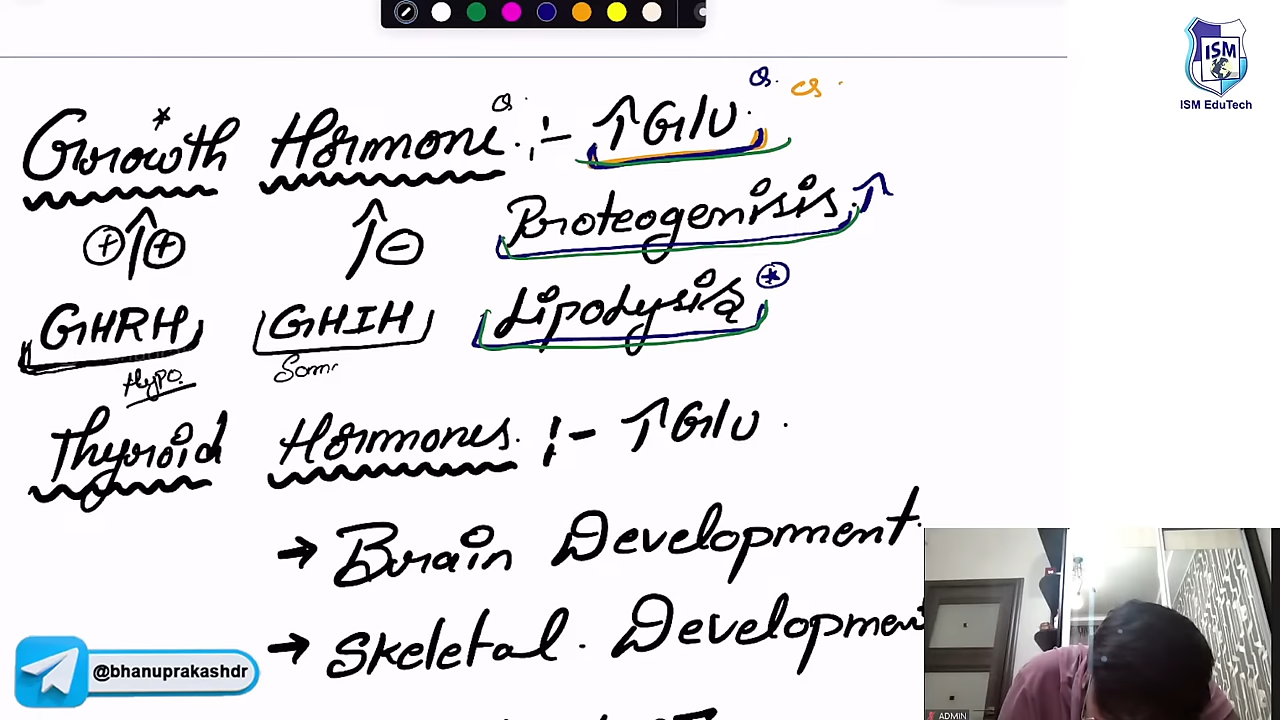 ISM
ISM EduTech
Growth Hormone :- ↑Glu
Proteogenisis ↑
Lipolysis
GHRH GHIH
Hypo. Som
Thyroid Hormones :- ↑Glu
→ Brain Development
→ Skeletal Development
@bhanuprakashdr
ADMIN